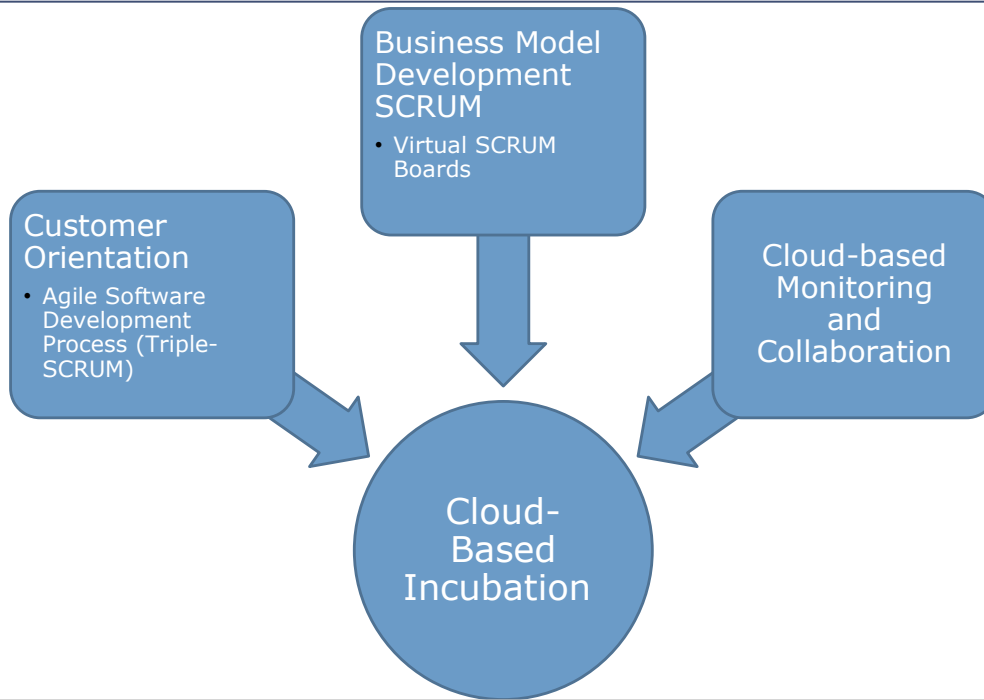 Business Model
Development
SCRUM
• Virtual SCRUM
Boards
Customer
Orientation
• Agile Software
Development
Process (Triple-
SCRUM)
Cloud-based
Monitoring
and
Collaboration
Cloud-
Based
Incubation